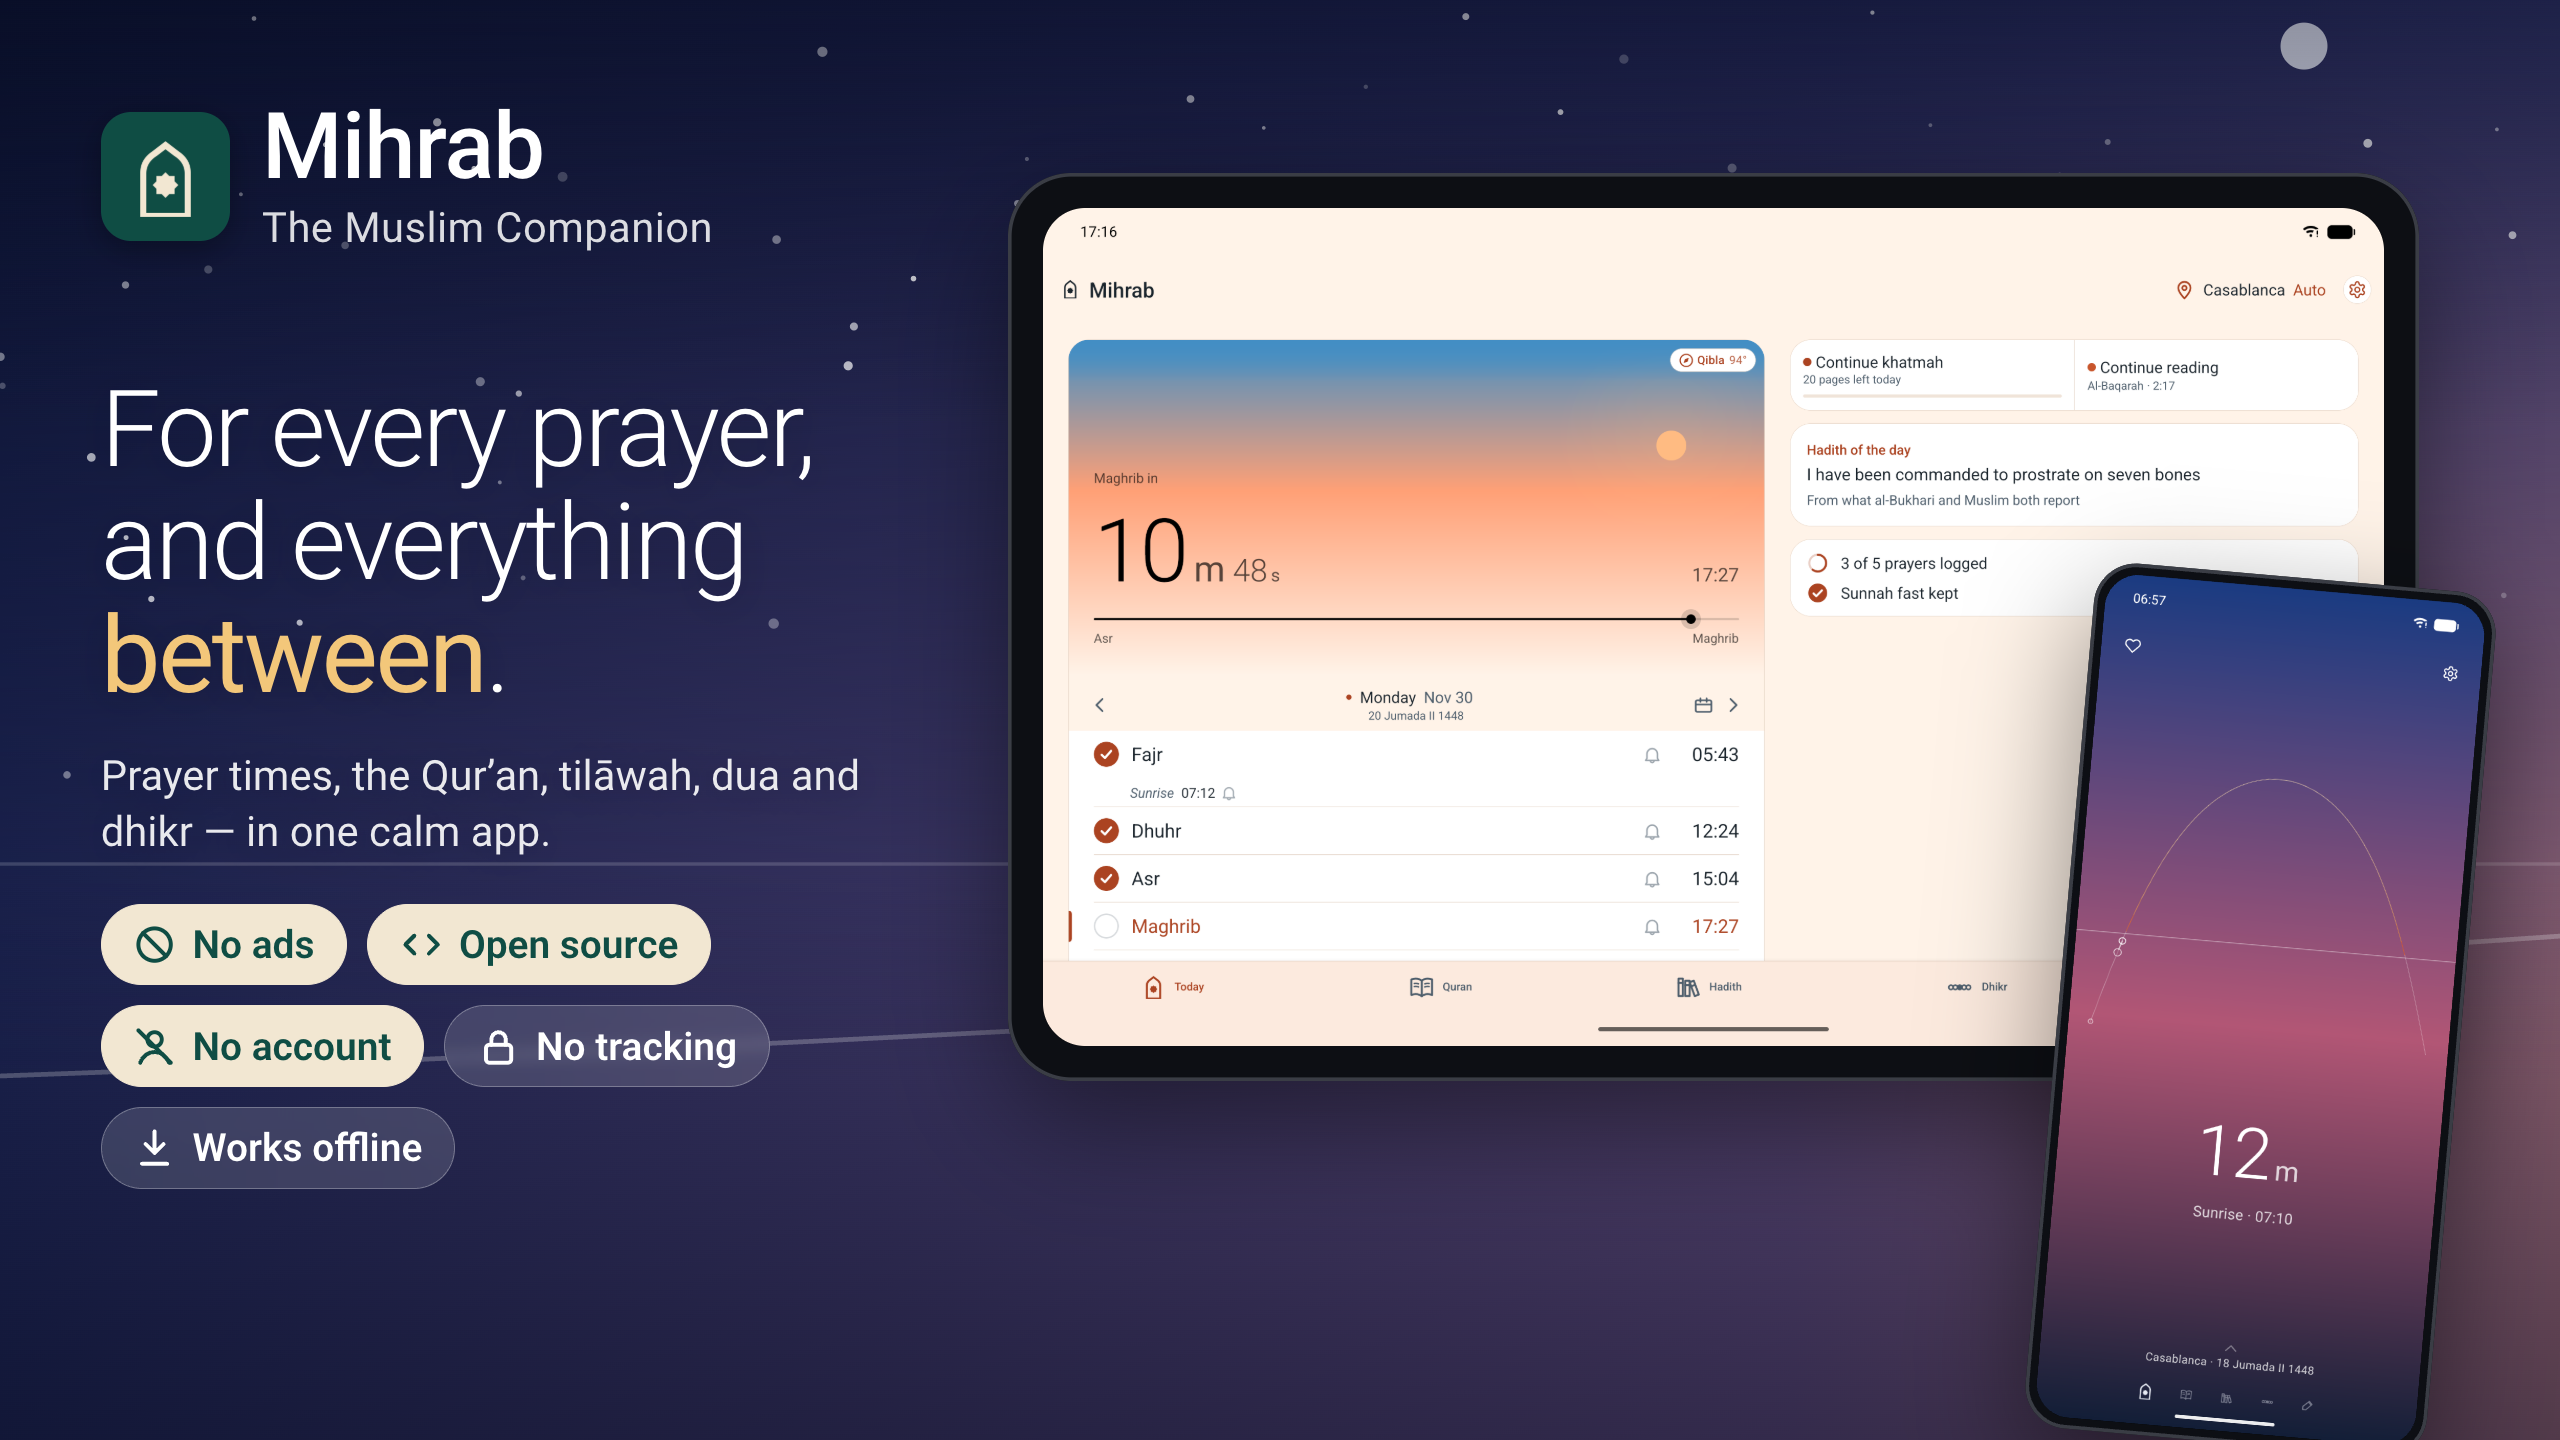 Mihrab
The Muslim Companion
For every prayer,
and everything
between.
Prayer times, the Qur’an, tilāwah, dua and
dhikr — in one calm app.
No ads
Open source
No account
No tracking
Works offline
17:16
Mihrab
Casablanca Auto
Qibla 94°
Maghrib in
10 m 48 s
17:27
Asr
Maghrib
Monday Nov 30
20 Jumada II 1448
Fajr 05:43
Sunrise 07:12
Dhuhr 12:24
Asr 15:04
Maghrib 17:27
Continue khatmah
20 pages left today
Continue reading
Al-Baqarah · 2:17
Hadith of the day
I have been commanded to prostrate on seven bones
From what al-Bukhari and Muslim both report
3 of 5 prayers logged
Sunnah fast kept
Today
Quran
Hadith
Dhikr
06:57
12 m
Sunrise · 07:10
Casablanca · 18 Jumada II 1448